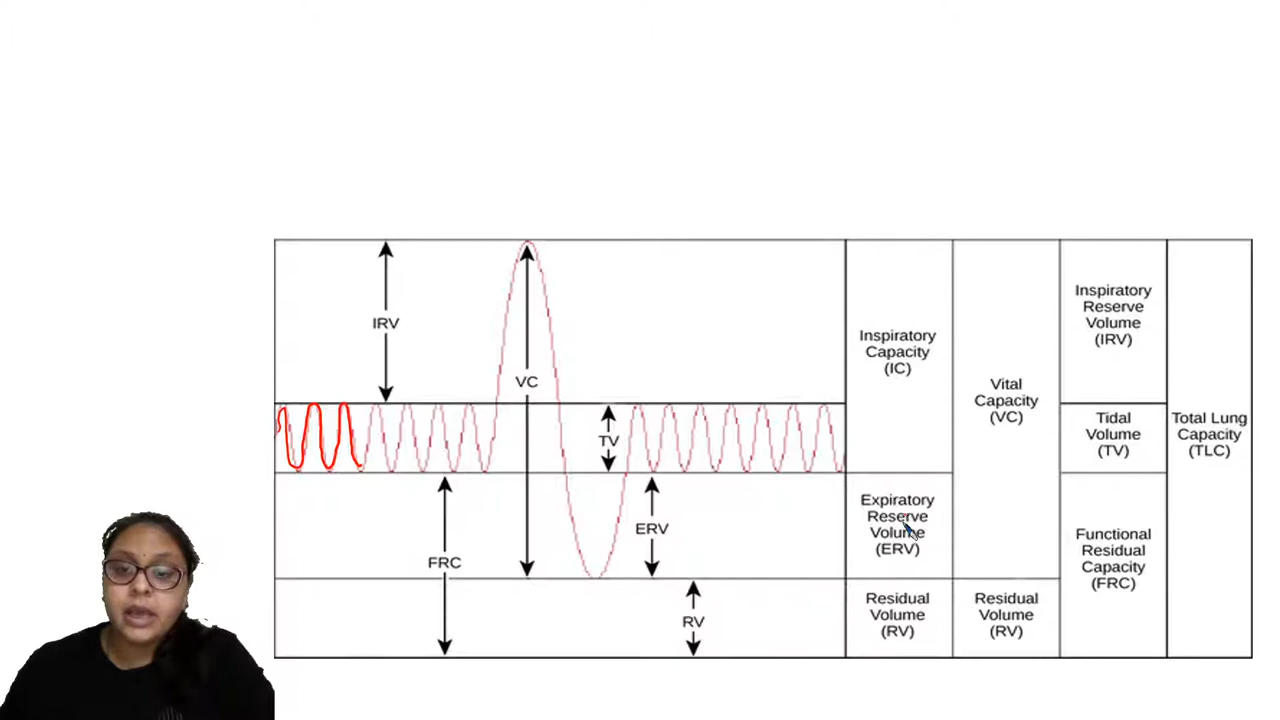 IRV
VC
TV
FRC
ERV
RV
Inspiratory
Capacity
(IC)
Expiratory
Reserve
Volume
(ERV)
Residual
Volume
(RV)
Vital
Capacity
(VC)
Residual
Volume
(RV)
Inspiratory
Reserve
Volume
(IRV)
Tidal
Volume
(TV)
Functional
Residual
Capacity
(FRC)
Total Lung
Capacity
(TLC)